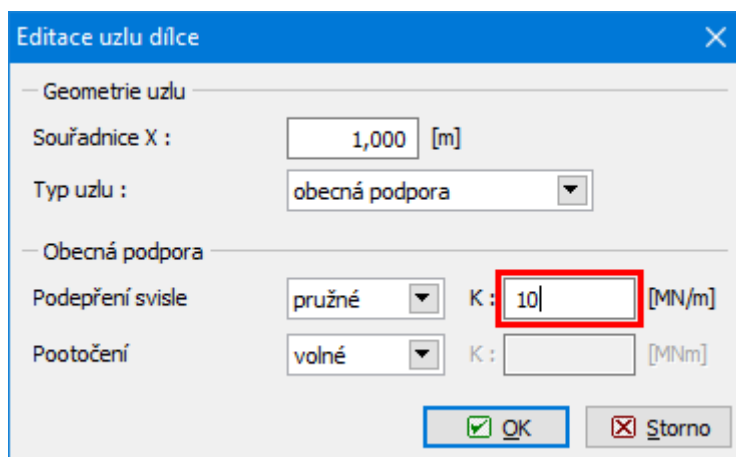 Editace uzlu dílce
Geometrie uzlu
Souřadnice X : 1,000 [m]
Typ uzlu : obecná podpora
Obecná podpora
Podepření svisle pružné K : 10 [MN/m]
Pootočení volné K : [MNm]
OK Storno